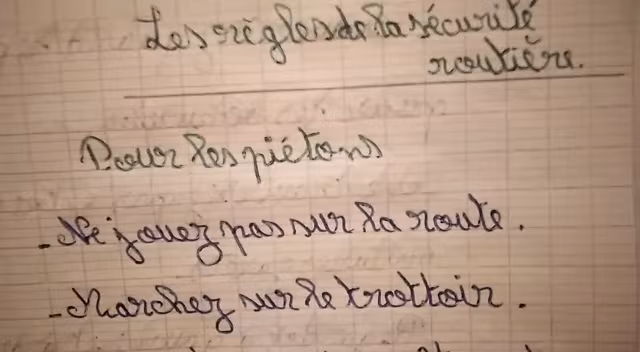 Les règles de la sécurité
routière.
Pour les piétons
- Ne jouez pas sur la route.
- Marchez sur le trottoir.